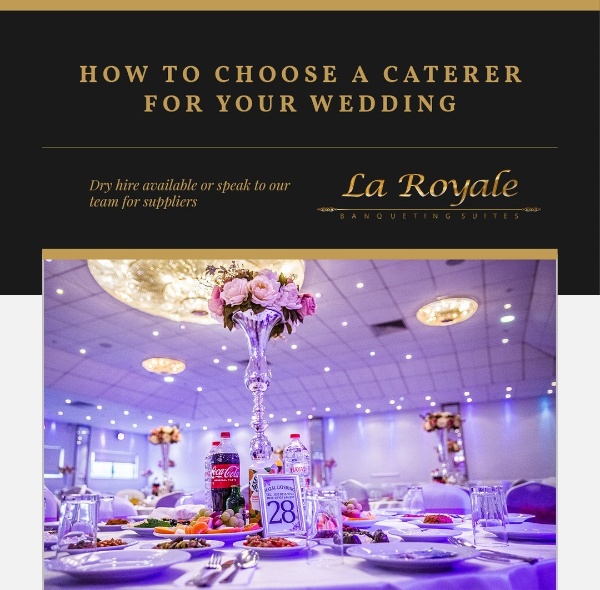 HOW TO CHOOSE A CATERER
FOR YOUR WEDDING
Dry hire available or speak to our
team for suppliers
La Royale
BANQUETING SUITES
Coca-Cola
28